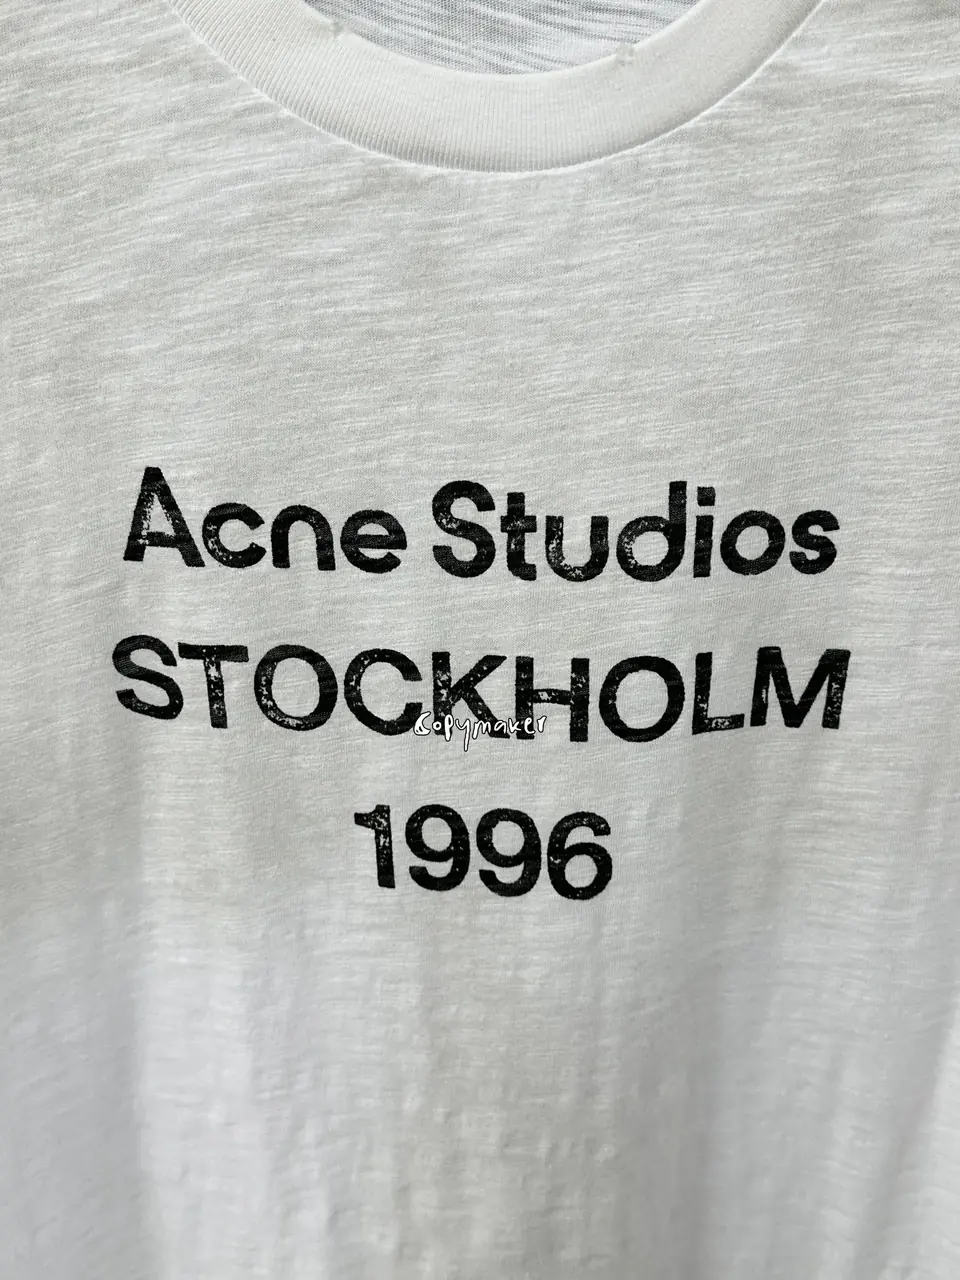 Acne Studios
STOCKHOLM
Copymaker
1996